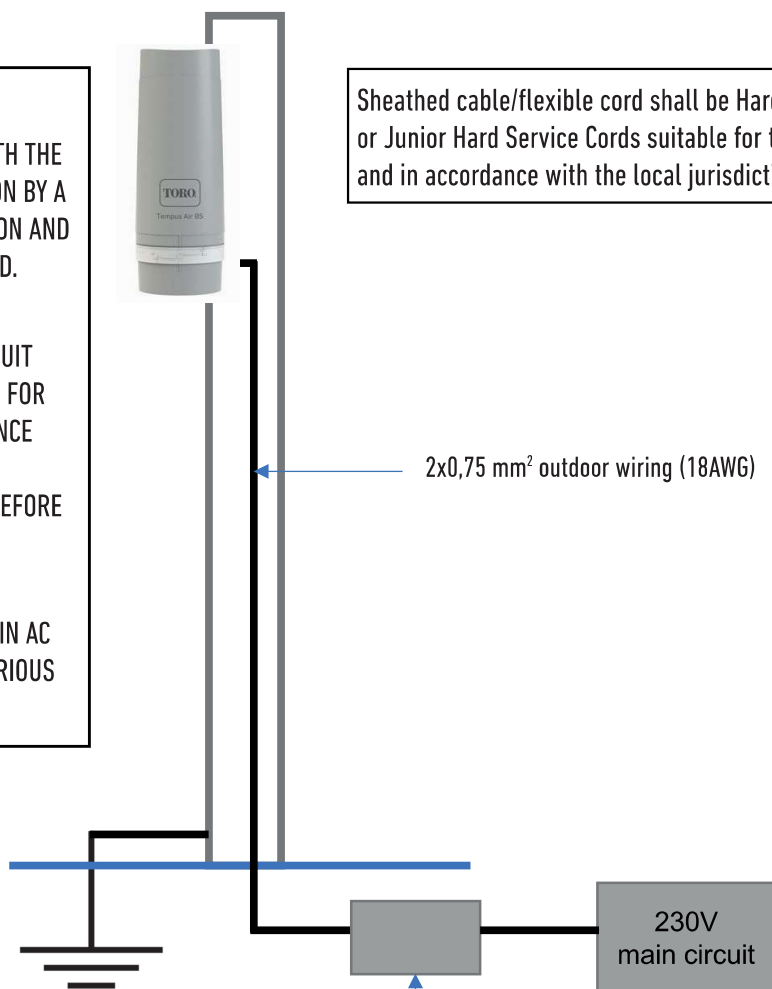 TH THE
ON BY A
ON AND
D.
UIT
FOR
NCE
EFORE
IN AC
RIOUS
TORO
Tempus Air BS
Sheathed cable/flexible cord shall be Hard
or Junior Hard Service Cords suitable for t
and in accordance with the local jurisdict
2x0,75 mm² outdoor wiring (18AWG)
230V
main circuit